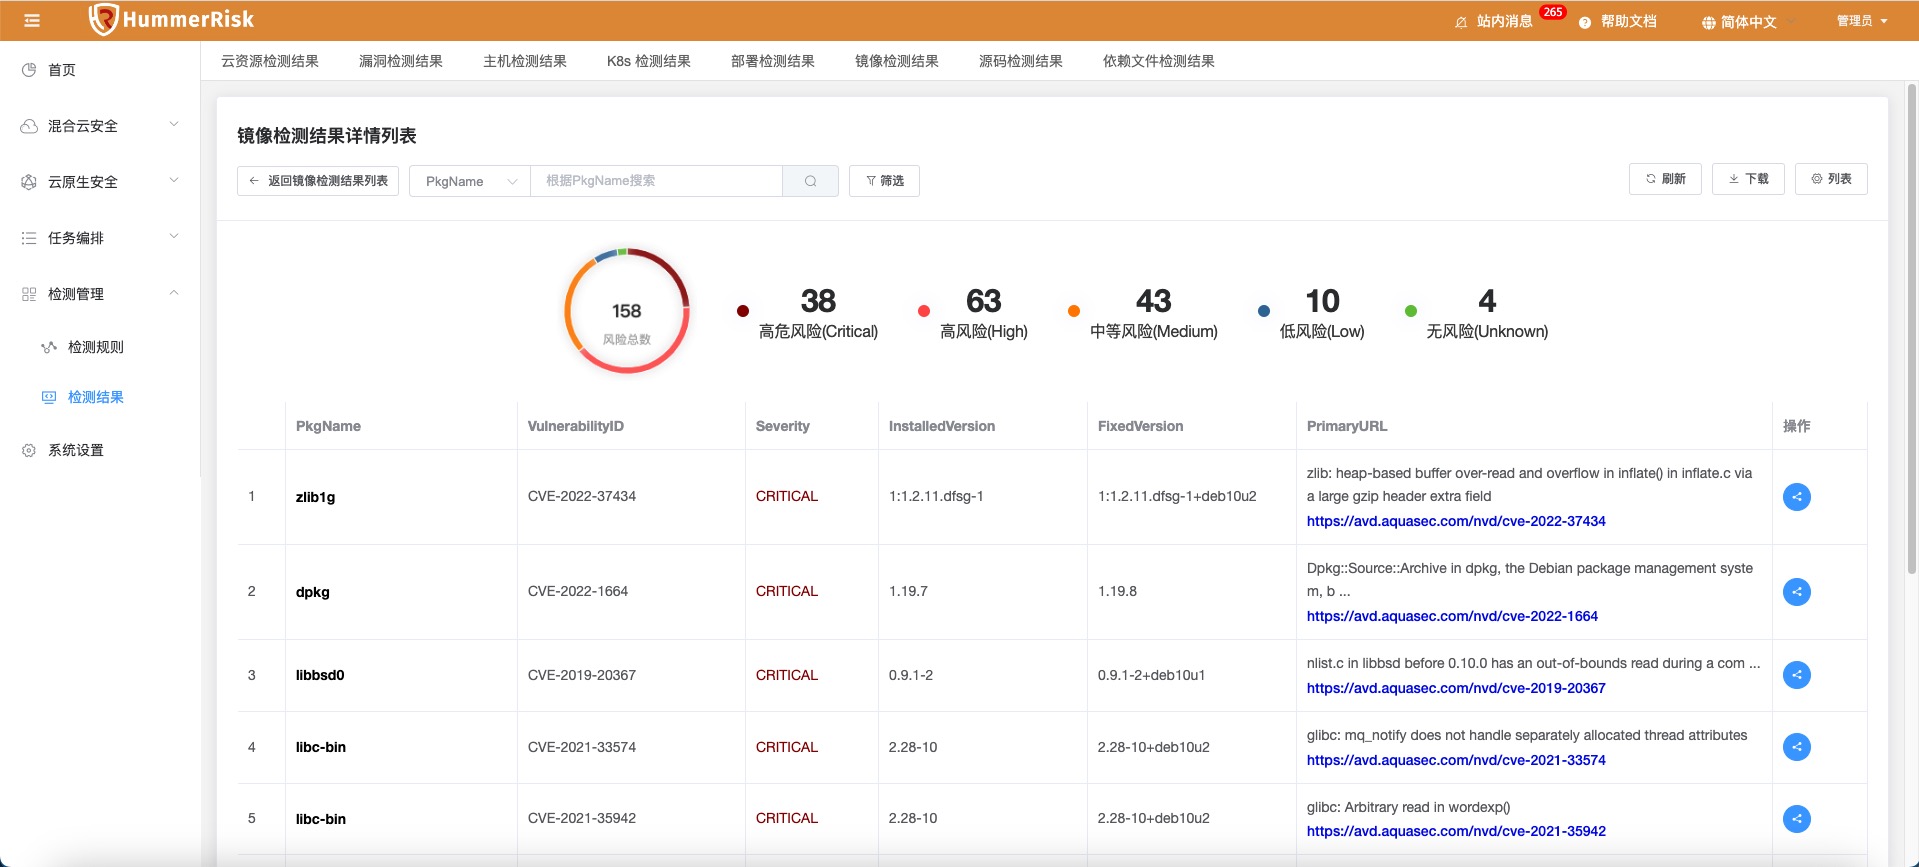 HummerRisk
站内消息 265 帮助文档 简体中文 管理员
首页
混合云安全
云原生安全
任务编排
检测管理
检测规则
检测结果
系统设置
云资源检测结果 漏洞检测结果 主机检测结果 K8s 检测结果 部署检测结果 镜像检测结果 源码检测结果 依赖文件检测结果
镜像检测结果详情列表
返回镜像检测结果列表 PkgName 根据PkgName搜索 筛选 刷新 下载 列表
158
风险总数
38 63 43 10 4
高危风险(Critical) 高风险(High) 中等风险(Medium) 低风险(Low) 无风险(Unknown)
PkgName VulnerabilityID Severity InstalledVersion FixedVersion PrimaryURL 操作
zlib: heap-based buffer over-read and overflow in inflate() in inflate.c via
1 zlib1g CVE-2022-37434 CRITICAL 1:1.2.11.dfsg-1 1:1.2.11.dfsg-1+deb10u2 a large gzip header extra field
https://avd.aquasec.com/nvd/cve-2022-37434
Dpkg::Source::Archive in dpkg, the Debian package management syste
2 dpkg CVE-2022-1664 CRITICAL 1.19.7 1.19.8 m, b ...
https://avd.aquasec.com/nvd/cve-2022-1664
nlist.c in libbsd before 0.10.0 has an out-of-bounds read during a com ...
3 libbsd0 CVE-2019-20367 CRITICAL 0.9.1-2 0.9.1-2+deb10u1
https://avd.aquasec.com/nvd/cve-2019-20367
glibc: mq_notify does not handle separately allocated thread attributes
4 libc-bin CVE-2021-33574 CRITICAL 2.28-10 2.28-10+deb10u2
https://avd.aquasec.com/nvd/cve-2021-33574
glibc: Arbitrary read in wordexp()
5 libc-bin CVE-2021-35942 CRITICAL 2.28-10 2.28-10+deb10u2
https://avd.aquasec.com/nvd/cve-2021-35942